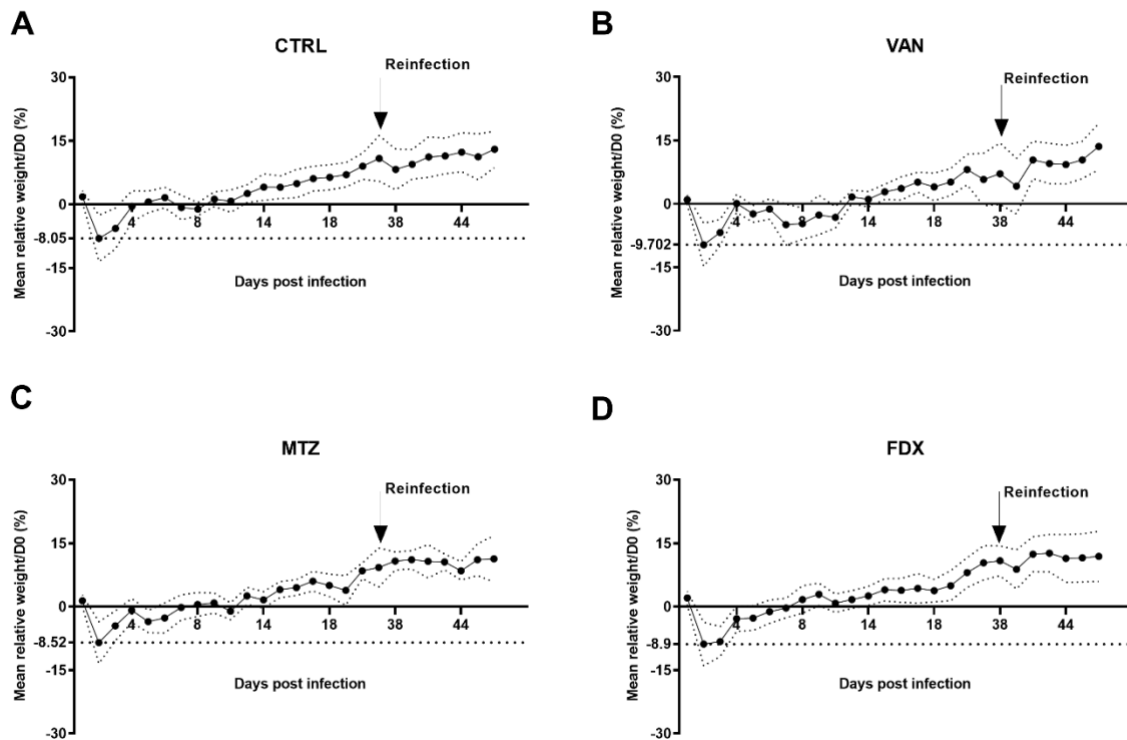 A
CTRL
Reinfection
Mean relative weight/D0 (%)
30
15
0
-8.05
-15
-30
4
8
14
18
38
44
Days post infection
B
VAN
Reinfection
Mean relative weight/D0 (%)
30
15
0
-9.702
-15
-30
4
8
14
18
38
44
Days post infection
C
MTZ
Reinfection
Mean relative weight/D0 (%)
30
15
0
-8.52
-15
-30
4
8
14
18
38
44
Days post infection
D
FDX
Reinfection
Mean relative weight/D0 (%)
30
15
0
-8.9
-15
-30
4
8
14
18
38
44
Days post infection